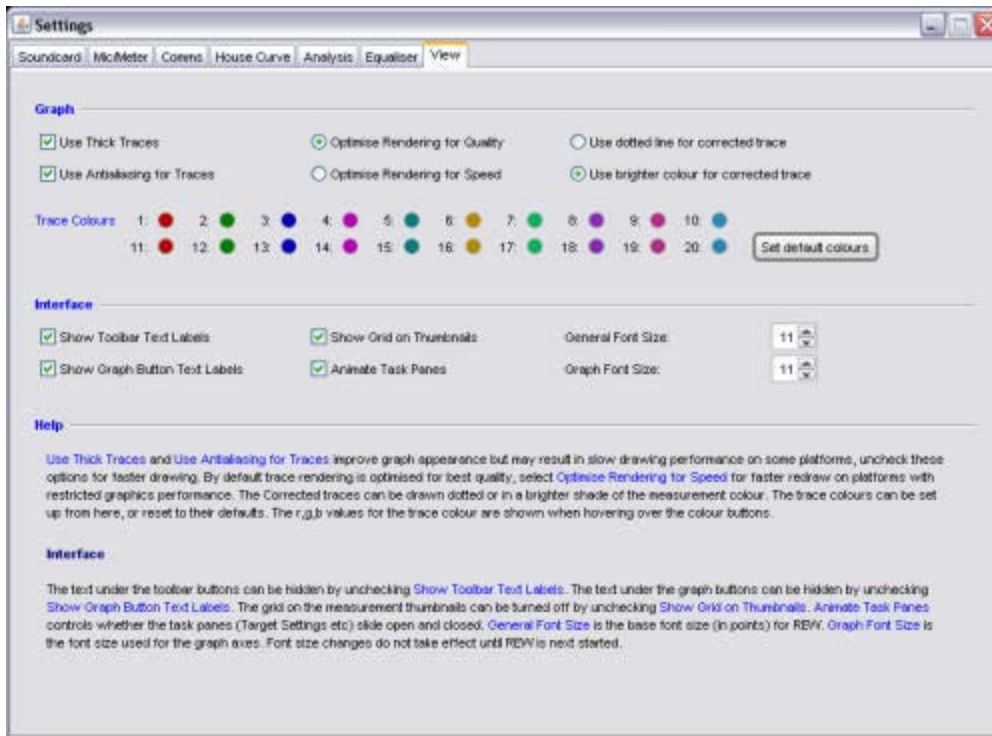 Settings
Soundcard Mic/Meter Comms House Curve Analysis Equaliser View
Graph
Use Thick Traces Optimise Rendering for Quality Use dotted line for corrected trace
Use Antialiasing for Traces Optimise Rendering for Speed Use brighter colour for corrected trace
Trace Colours 1: 2: 3: 4: 5: 6: 7: 8: 9: 10:
11: 12: 13: 14: 15: 16: 17: 18: 19: 20: Set default colours
Interface
Show Toolbar Text Labels Show Grid on Thumbnails General Font Size: 11
Show Graph Button Text Labels Animate Task Panes Graph Font Size: 11
Help
Use Thick Traces and Use Antialiasing for Traces improve graph appearance but may result in slow drawing performance on some platforms, uncheck these
options for faster drawing. By default trace rendering is optimised for best quality, select Optimise Rendering for Speed for faster redraw on platforms with
restricted graphics performance. The Corrected traces can be drawn dotted or in a brighter shade of the measurement colour. The trace colours can be set
up from here, or reset to their defaults. The r,g,b values for the trace colour are shown when hovering over the colour buttons.
Interface
The text under the toolbar buttons can be hidden by unchecking Show Toolbar Text Labels. The text under the graph buttons can be hidden by unchecking
Show Graph Button Text Labels. The grid on the measurement thumbnails can be turned off by unchecking Show Grid on Thumbnails. Animate Task Panes
controls whether the task panes (Target Settings etc) slide open and closed. General Font Size is the base font size (in points) for REW. Graph Font Size is
the font size used for the graph axes. Font size changes do not take effect until REW is next started.